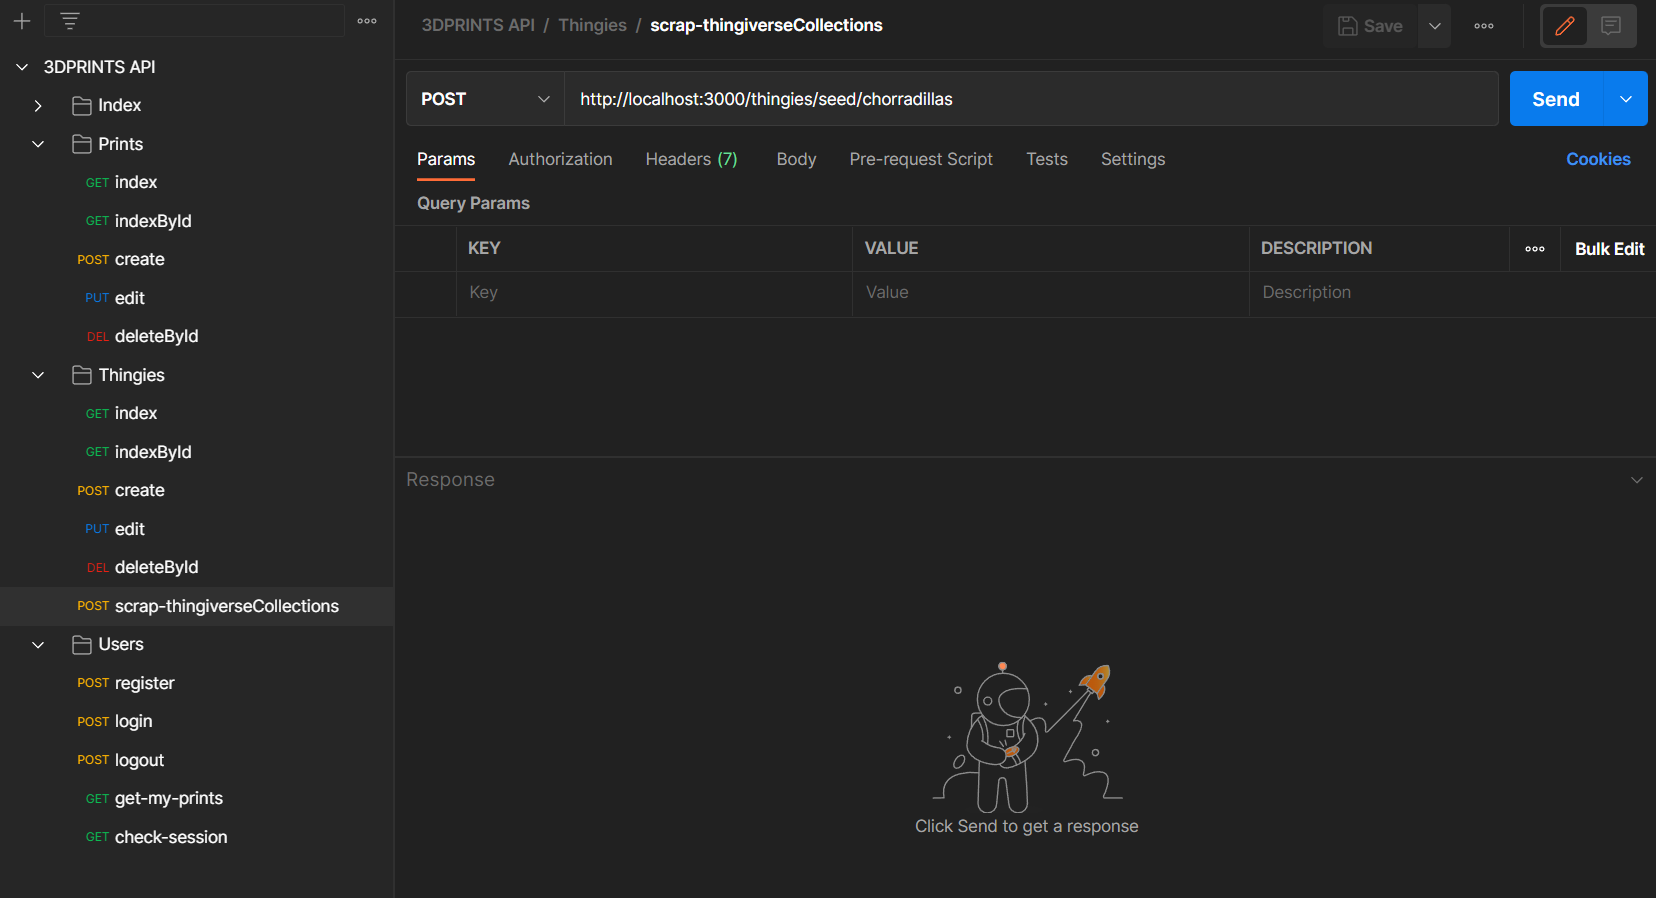 3DPRINTS API / Thingies / scrap-thingiverseCollections
Save
3DPRINTS API
Index
Prints
GET index
GET indexById
POST create
PUT edit
DEL deleteById
Thingies
GET index
GET indexById
POST create
PUT edit
DEL deleteById
POST scrap-thingiverseCollections
Users
POST register
POST login
POST logout
GET get-my-prints
GET check-session
POST http://localhost:3000/thingies/seed/chorradillas Send
Params Authorization Headers (7) Body Pre-request Script Tests Settings Cookies
Query Params
KEY VALUE DESCRIPTION Bulk Edit
Key Value Description
Response
Click Send to get a response